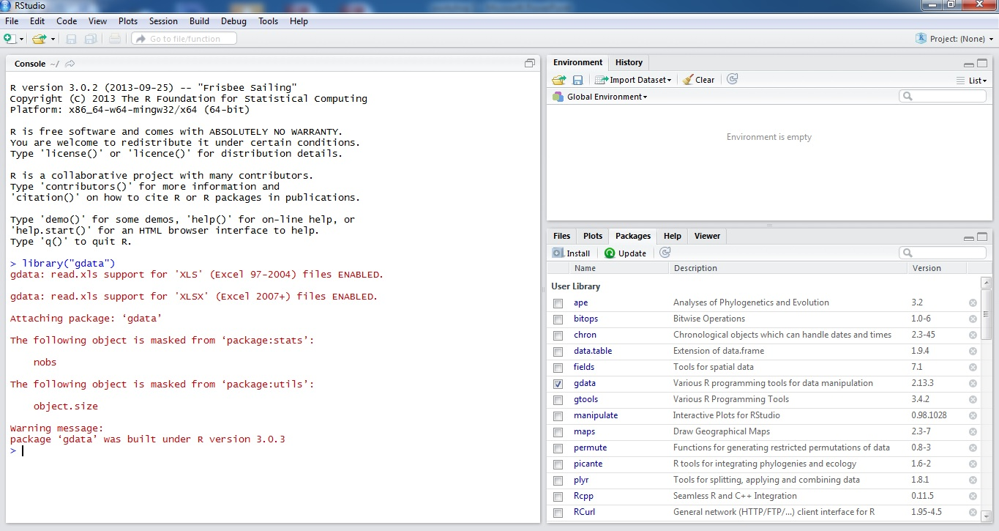 RStudio
File Edit Code View Plots Session Build Debug Tools Help
Go to file/function
Project: (None)
Console ~/
R version 3.0.2 (2013-09-25) -- "Frisbee Sailing"
Copyright (C) 2013 The R Foundation for Statistical Computing
Platform: x86_64-w64-mingw32/x64 (64-bit)
R is free software and comes with ABSOLUTELY NO WARRANTY.
You are welcome to redistribute it under certain conditions.
Type 'license()' or 'licence()' for distribution details.
R is a collaborative project with many contributors.
Type 'contributors()' for more information and
'citation()' on how to cite R or R packages in publications.
Type 'demo()' for some demos, 'help()' for on-line help, or
'help.start()' for an HTML browser interface to help.
Type 'q()' to quit R.
> library("gdata")
gdata: read.xls support for 'XLS' (Excel 97-2004) files ENABLED.
gdata: read.xls support for 'XLSX' (Excel 2007+) files ENABLED.
Attaching package: ‘gdata’
The following object is masked from ‘package:stats’:
nobs
The following object is masked from ‘package:utils’:
object.size
Warning message:
package ‘gdata’ was built under R version 3.0.3
>
Environment History
Import Dataset Clear List
Global Environment
Environment is empty
Files Plots Packages Help Viewer
Install Update
Name Description Version
User Library
ape Analyses of Phylogenetics and Evolution 3.2
bitops Bitwise Operations 1.0-6
chron Chronological objects which can handle dates and times 2.3-45
data.table Extension of data.frame 1.9.4
fields Tools for spatial data 7.1
gdata Various R programming tools for data manipulation 2.13.3
gtools Various R Programming Tools 3.4.2
manipulate Interactive Plots for RStudio 0.98.1028
maps Draw Geographical Maps 2.3-7
permute Functions for generating restricted permutations of data 0.8-3
picante R tools for integrating phylogenies and ecology 1.6-2
plyr Tools for splitting, applying and combining data 1.8.1
Rcpp Seamless R and C++ Integration 0.11.5
RCurl General network (HTTP/FTP/...) client interface for R 1.95-4.5